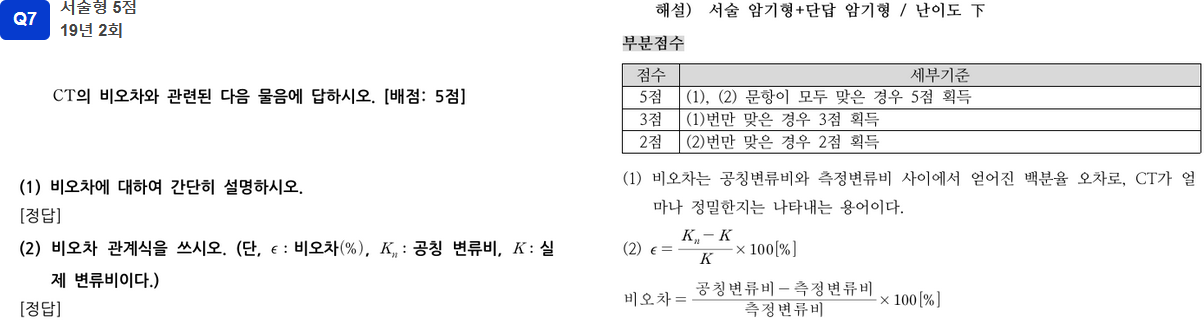 Q7
서술형 5점
19년 2회
CT의 비오차와 관련된 다음 물음에 답하시오. [배점: 5점]
(1) 비오차에 대하여 간단히 설명하시오.
[정답]
(2) 비오차 관계식을 쓰시오. (단, ϵ : 비오차(%), Kₙ : 공칭 변류비, K : 실
제 변류비이다.)
[정답]
해설) 서술 암기형+단답 암기형 / 난이도 下
부분점수
점수 세부기준
5점 (1), (2) 문항이 모두 맞은 경우 5점 획득
3점 (1)번만 맞은 경우 3점 획득
2점 (2)번만 맞은 경우 2점 획득
(1) 비오차는 공칭변류비와 측정변류비 사이에서 얻어진 백분율 오차로, CT가 얼
마나 정밀한지는 나타내는 용어이다.
(2) ϵ = (Kₙ − K) / K × 100[%]
비오차 = (공칭변류비 − 측정변류비) / 측정변류비 × 100[%]